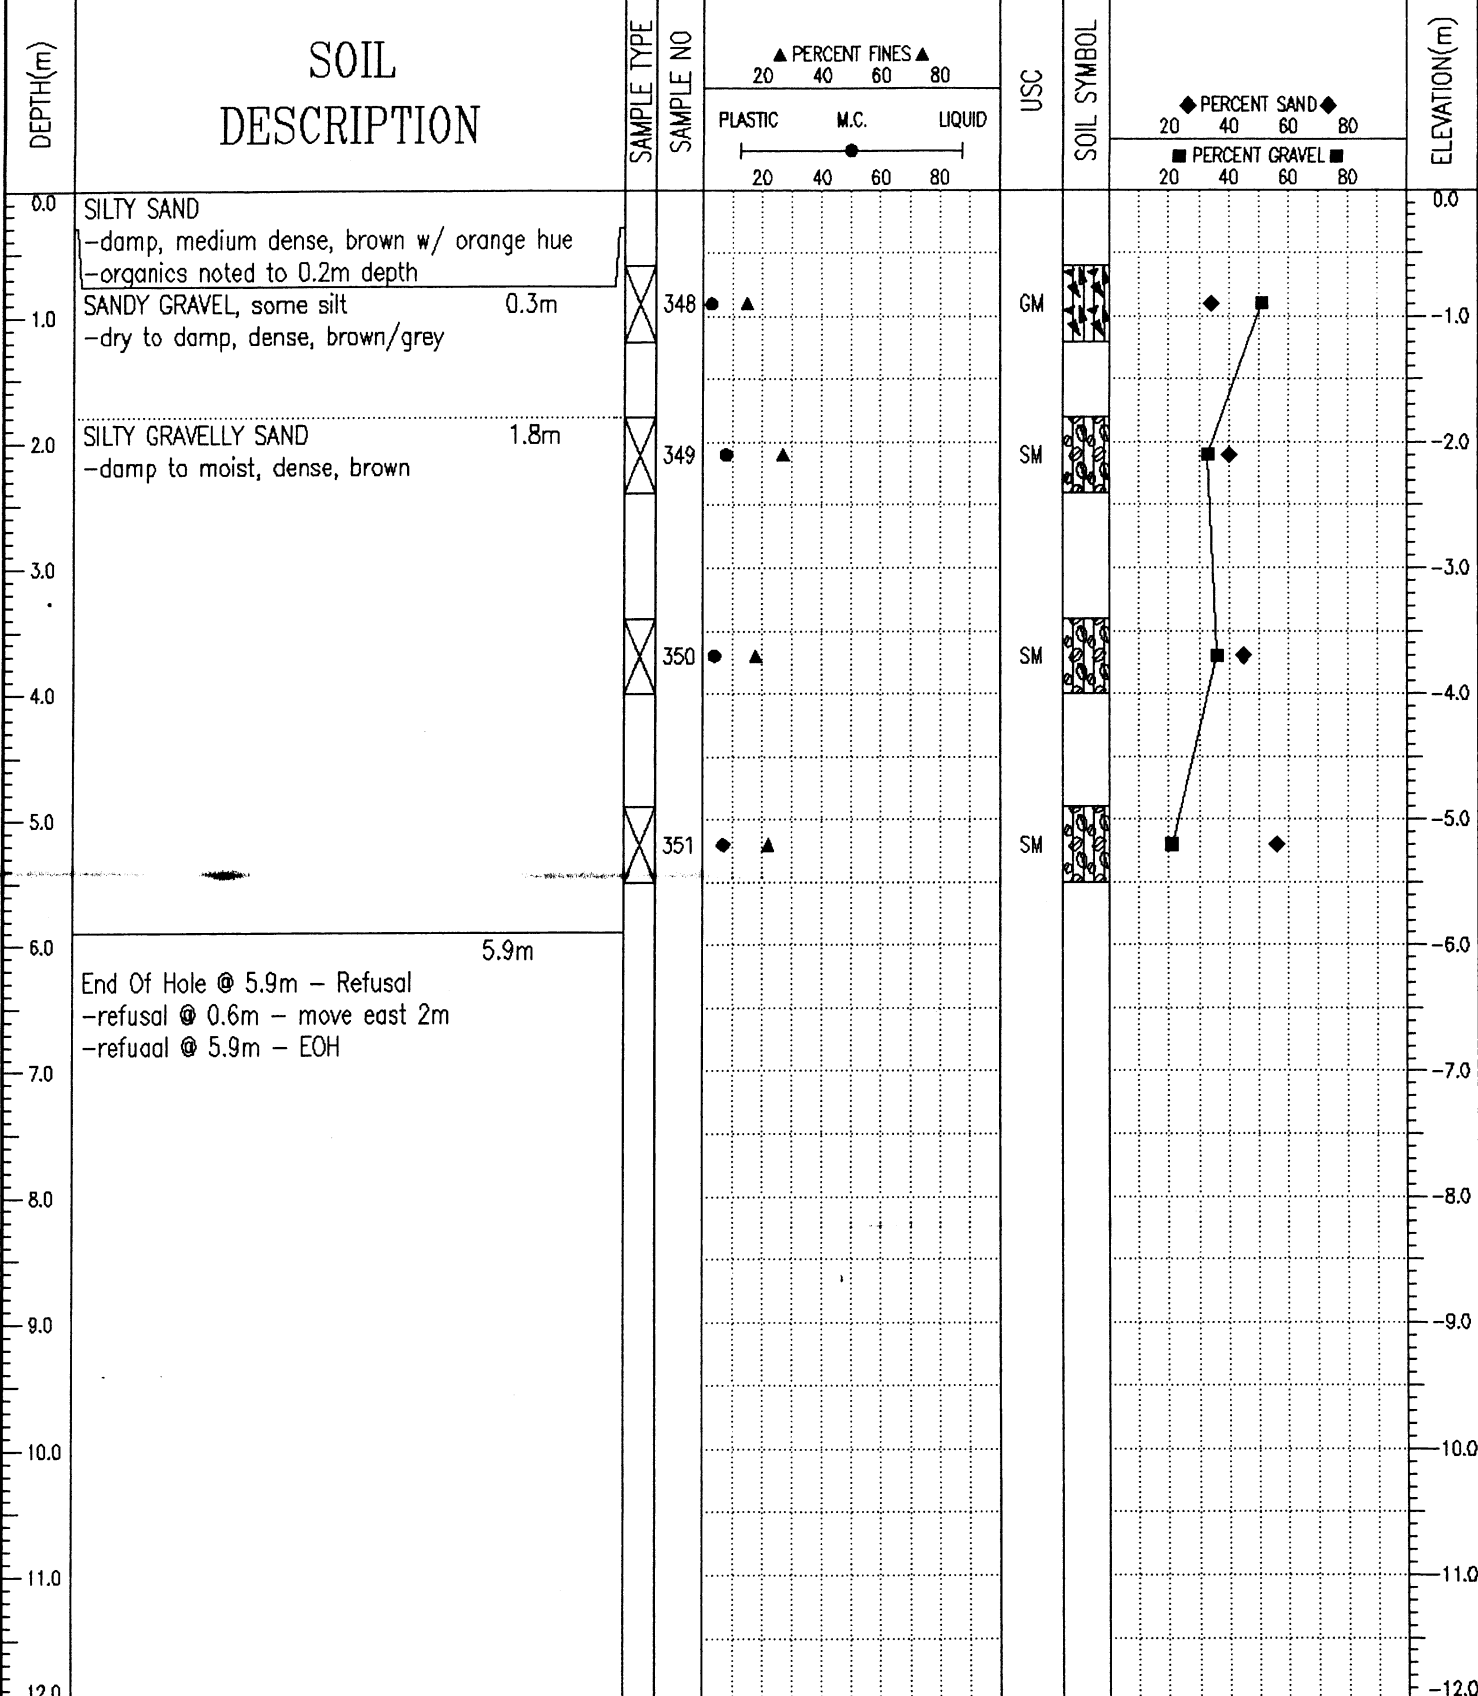 DEPTH(m)
SOIL
DESCRIPTION
SAMPLE TYPE
SAMPLE NO
▲ PERCENT FINES ▲
20 40 60 80
PLASTIC M.C. LIQUID
20 40 60 80
USC
SOIL SYMBOL
◆ PERCENT SAND ◆
20 40 60 80
■ PERCENT GRAVEL ■
20 40 60 80
ELEVATION(m)
0.0
SILTY SAND
0.0
-damp, medium dense, brown w/ orange hue
-organics noted to 0.2m depth
SANDY GRAVEL, some silt 0.3m
348
GM
1.0
-1.0
-dry to damp, dense, brown/grey
SILTY GRAVELLY SAND 1.8m
2.0
-2.0
349
SM
-damp to moist, dense, brown
3.0
-3.0
350
SM
4.0
-4.0
5.0
-5.0
351
SM
6.0
5.9m
-6.0
End Of Hole @ 5.9m - Refusal
-refusal @ 0.6m - move east 2m
-refuaal @ 5.9m - EOH
7.0
-7.0
8.0
-8.0
9.0
-9.0
10.0
-10.0
11.0
-11.0
12.0
-12.0